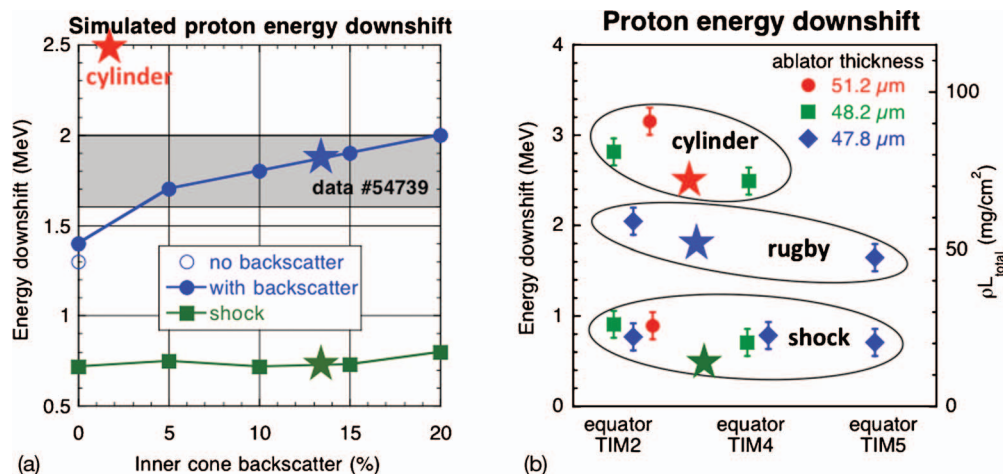 Simulated proton energy downshift
2.5
2
1.5
1
0.5
Energy downshift (MeV)
cylinder
data #54739
no backscatter
with backscatter
shock
0 5 10 15 20
Inner cone backscatter (%)
(a)
Proton energy downshift
4
3
2
1
0
Energy downshift (MeV)
ablator thickness
51.2 µm
48.2 µm
47.8 µm
cylinder
rugby
shock
100
50
0
ρL total (mg/cm²)
equator equator equator
TIM2 TIM4 TIM5
(b)